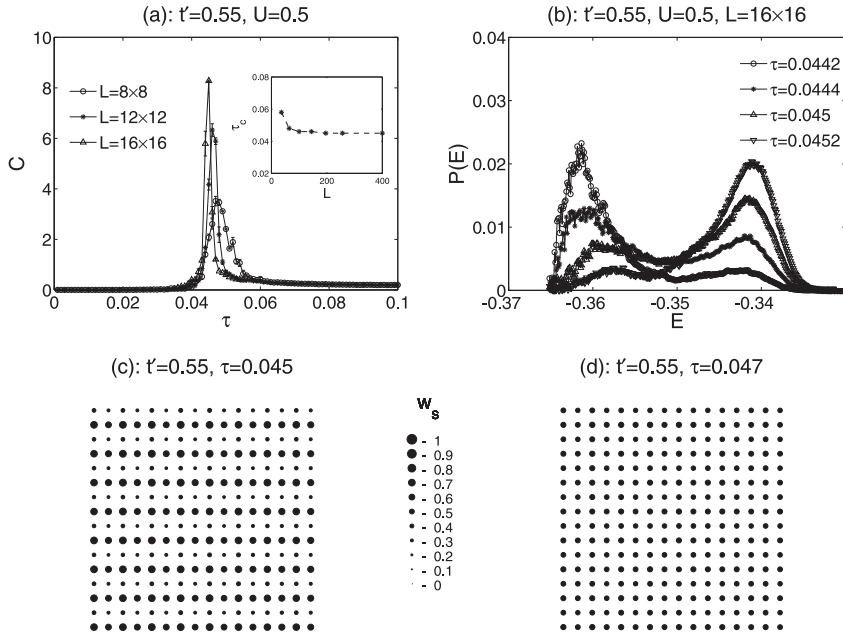 (a): t′=0.55, U=0.5
10
8
6
4
2
0
C
0
0.02
0.04
0.06
0.08
0.1
τ
L=8×8
L=12×12
L=16×16
0.08
0.06
0.04
0.02
τc
0
200
400
L
(b): t′=0.55, U=0.5, L=16×16
0.04
0.03
0.02
0.01
0
P(E)
-0.37
-0.36
-0.35
-0.34
E
τ=0.0442
τ=0.0444
τ=0.045
τ=0.0452
(c): t′=0.55, τ=0.045
Ws
- 1
- 0.9
- 0.8
- 0.7
- 0.6
- 0.5
- 0.4
- 0.3
- 0.2
- 0.1
- 0
(d): t′=0.55, τ=0.047